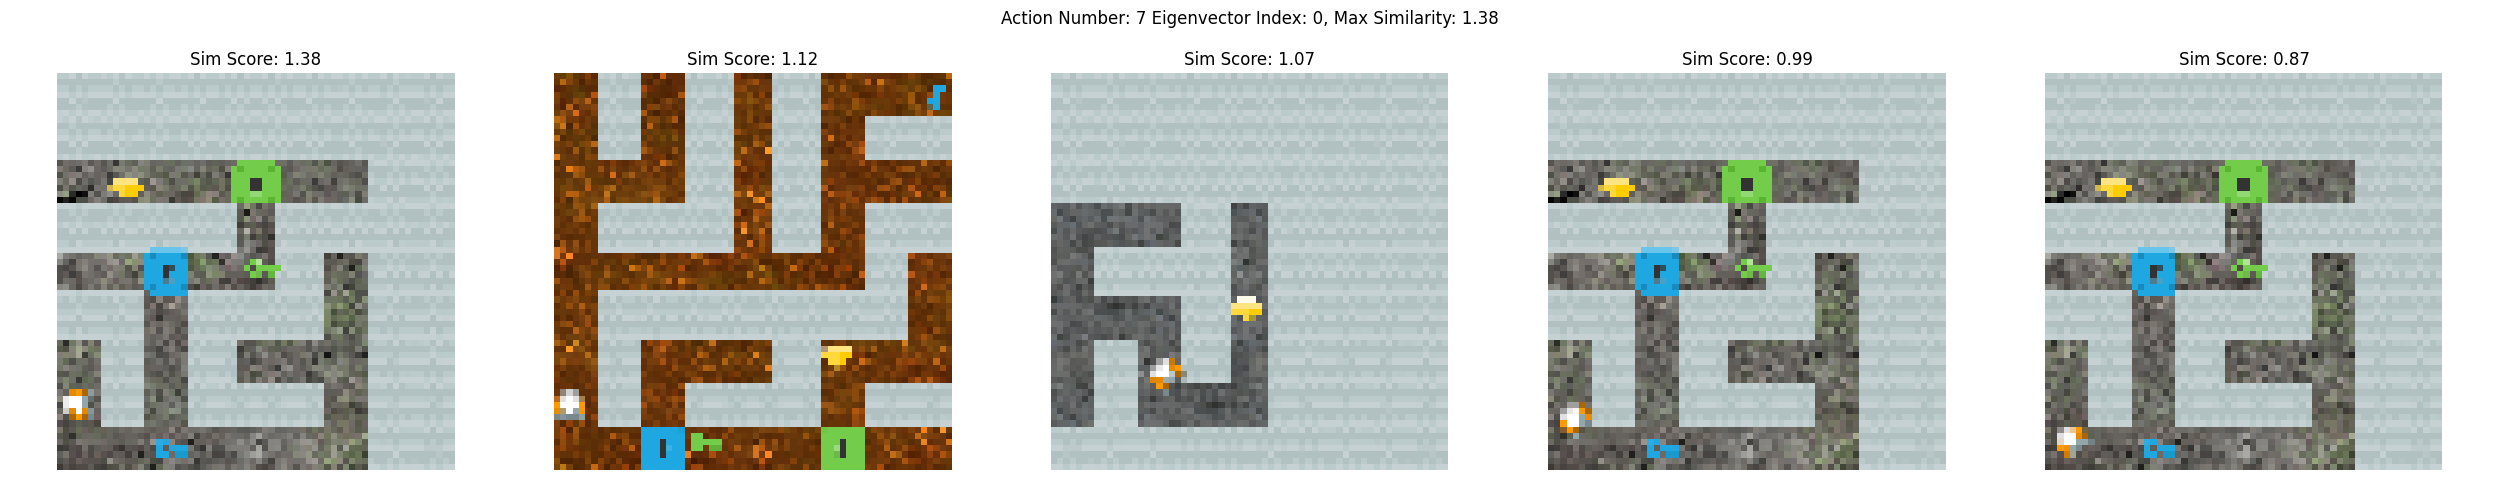 Action Number: 7 Eigenvector Index: 0, Max Similarity: 1.38
Sim Score: 1.38
Sim Score: 1.12
Sim Score: 1.07
Sim Score: 0.99
Sim Score: 0.87